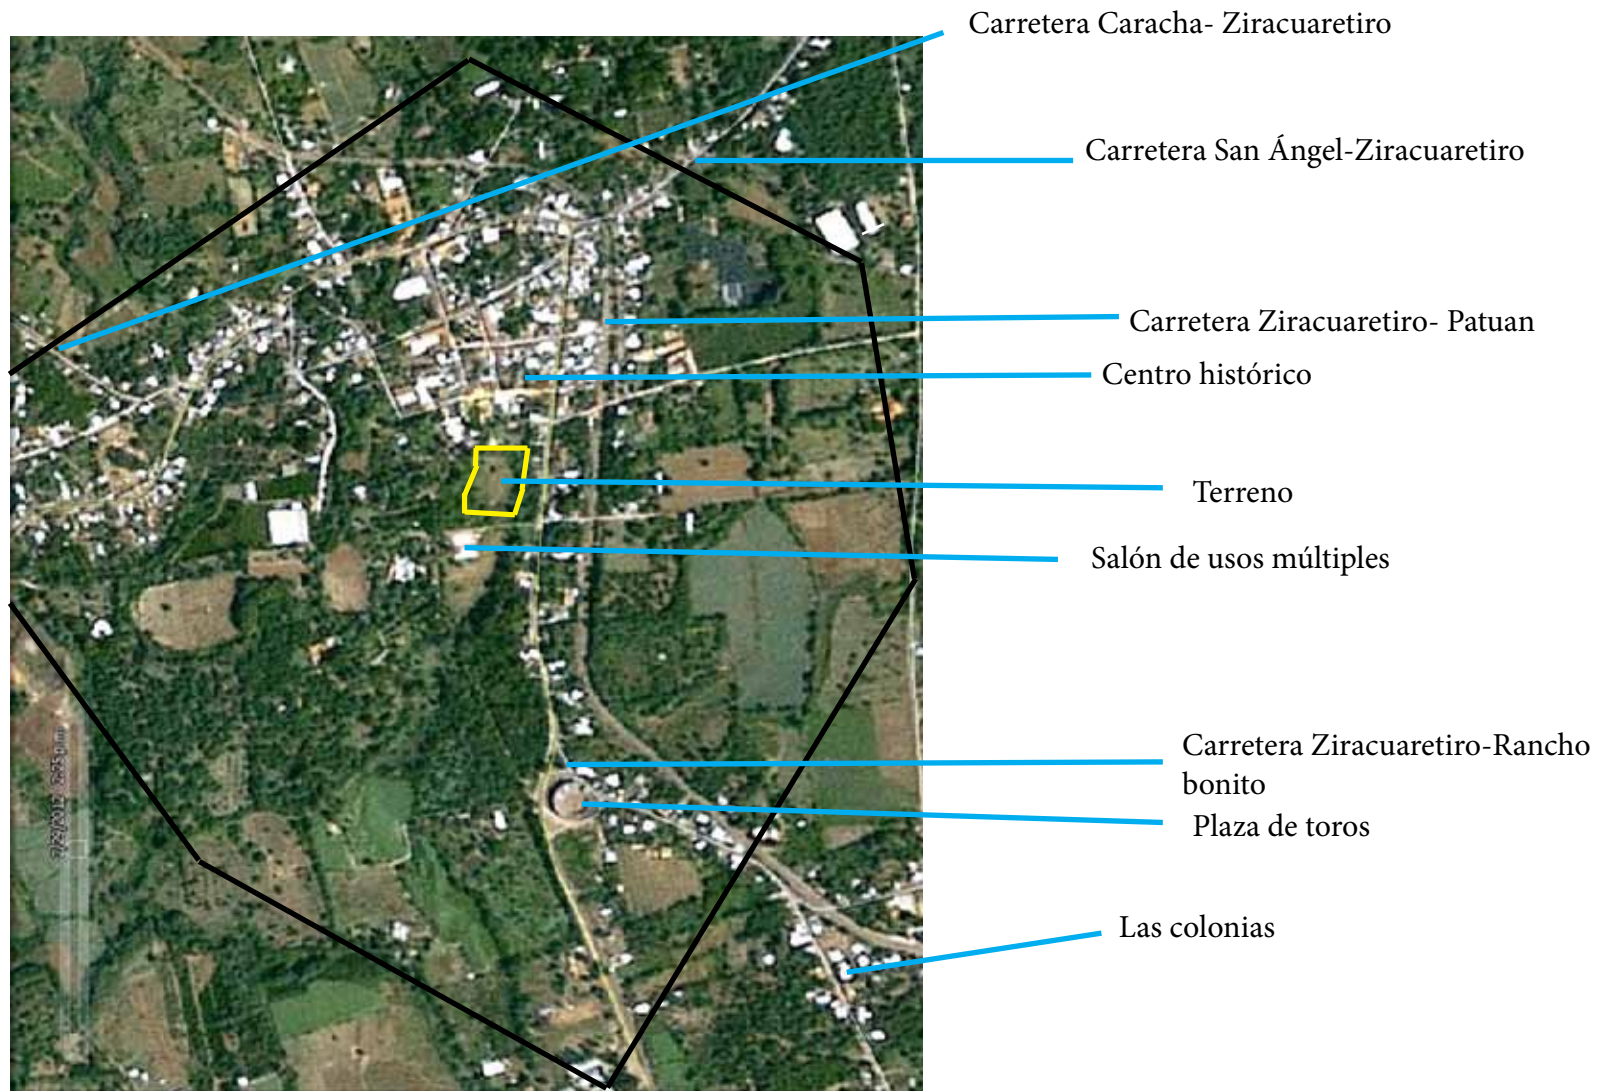 Carretera Caracha- Ziracuaretiro
Carretera San Ángel-Ziracuaretiro
Carretera Ziracuaretiro- Patuan
Centro histórico
Terreno
Salón de usos múltiples
Carretera Ziracuaretiro-Rancho
bonito
Plaza de toros
Las colonias